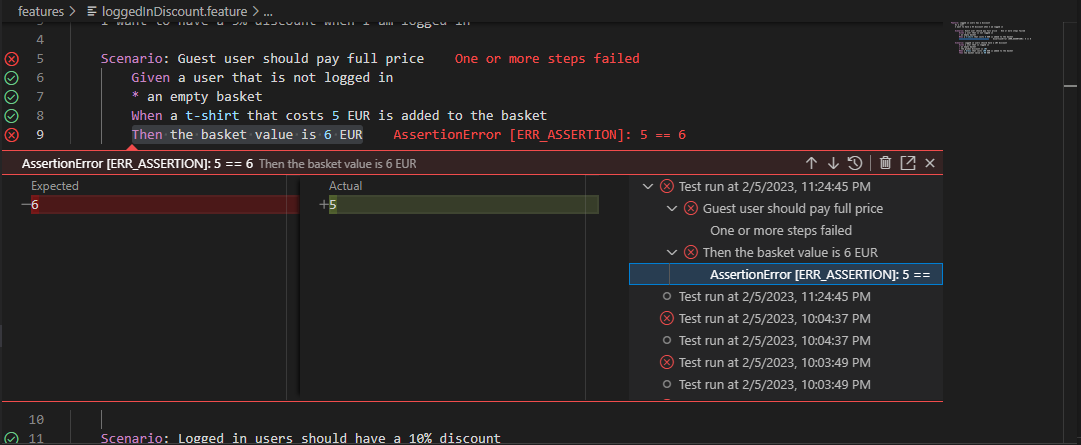 features > loggedInDiscount.feature > ...
3 I want to have a 5% discount when I am logged in
4
5 Scenario: Guest user should pay full price One or more steps failed
6 Given a user that is not logged in
7 * an empty basket
8 When a t-shirt that costs 5 EUR is added to the basket
9 Then the basket value is 6 EUR AssertionError [ERR_ASSERTION]: 5 == 6
AssertionError [ERR_ASSERTION]: 5 == 6 Then the basket value is 6 EUR
Expected Actual
—6 +5
Test run at 2/5/2023, 11:24:45 PM
Guest user should pay full price
One or more steps failed
Then the basket value is 6 EUR
AssertionError [ERR_ASSERTION]: 5 ==
Test run at 2/5/2023, 11:24:45 PM
Test run at 2/5/2023, 10:04:37 PM
Test run at 2/5/2023, 10:04:37 PM
Test run at 2/5/2023, 10:03:49 PM
Test run at 2/5/2023, 10:03:49 PM
10
11 Scenario: Logged in users should have a 10% discount